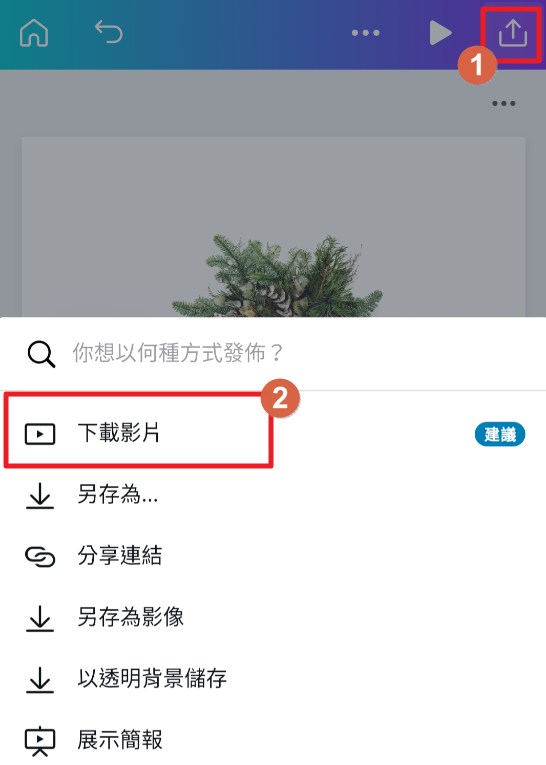 1
你想以何種方式發佈？
2
下載影片
建議
另存為...
分享連結
另存為影像
以透明背景儲存
展示簡報